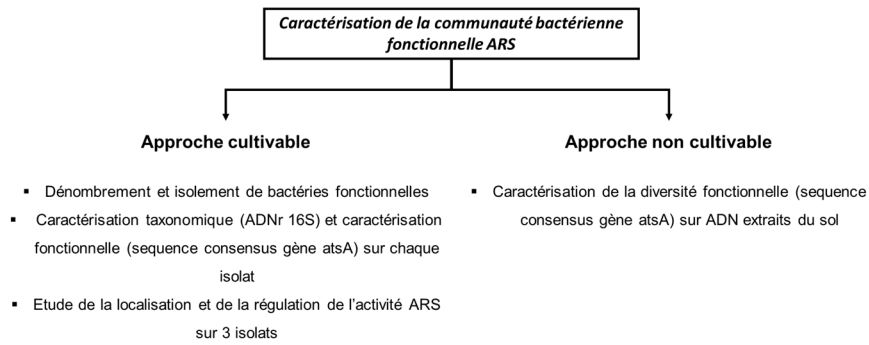 Caractérisation de la communauté bactérienne
fonctionnelle ARS
Approche cultivable
▪ Dénombrement et isolement de bactéries fonctionnelles
▪ Caractérisation taxonomique (ADNr 16S) et caractérisation
fonctionnelle (sequence consensus gène atsA) sur chaque
isolat
▪ Etude de la localisation et de la régulation de l'activité ARS
sur 3 isolats
Approche non cultivable
▪ Caractérisation de la diversité fonctionnelle (sequence
consensus gène atsA) sur ADN extraits du sol